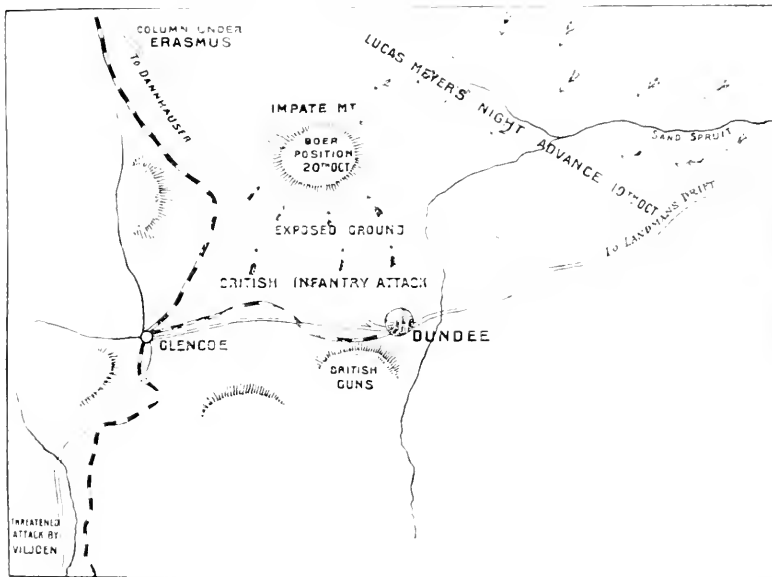 COLUMN UNDER
ERASMUS
TO DANNHAUSER
LUCAS MEYER'S NIGHT ADVANCE 19TH OCT
IMPATE MT
BOER
POSITION
20TH OCT
SAND SPRUIT
TO LANDMANS DRIFT
EXPOSED GROUND
BRITISH INFANTRY ATTACK
GLENCOE
DUNDEE
BRITISH
GUNS
THREATENED
ATTACK BY
VILJOEN